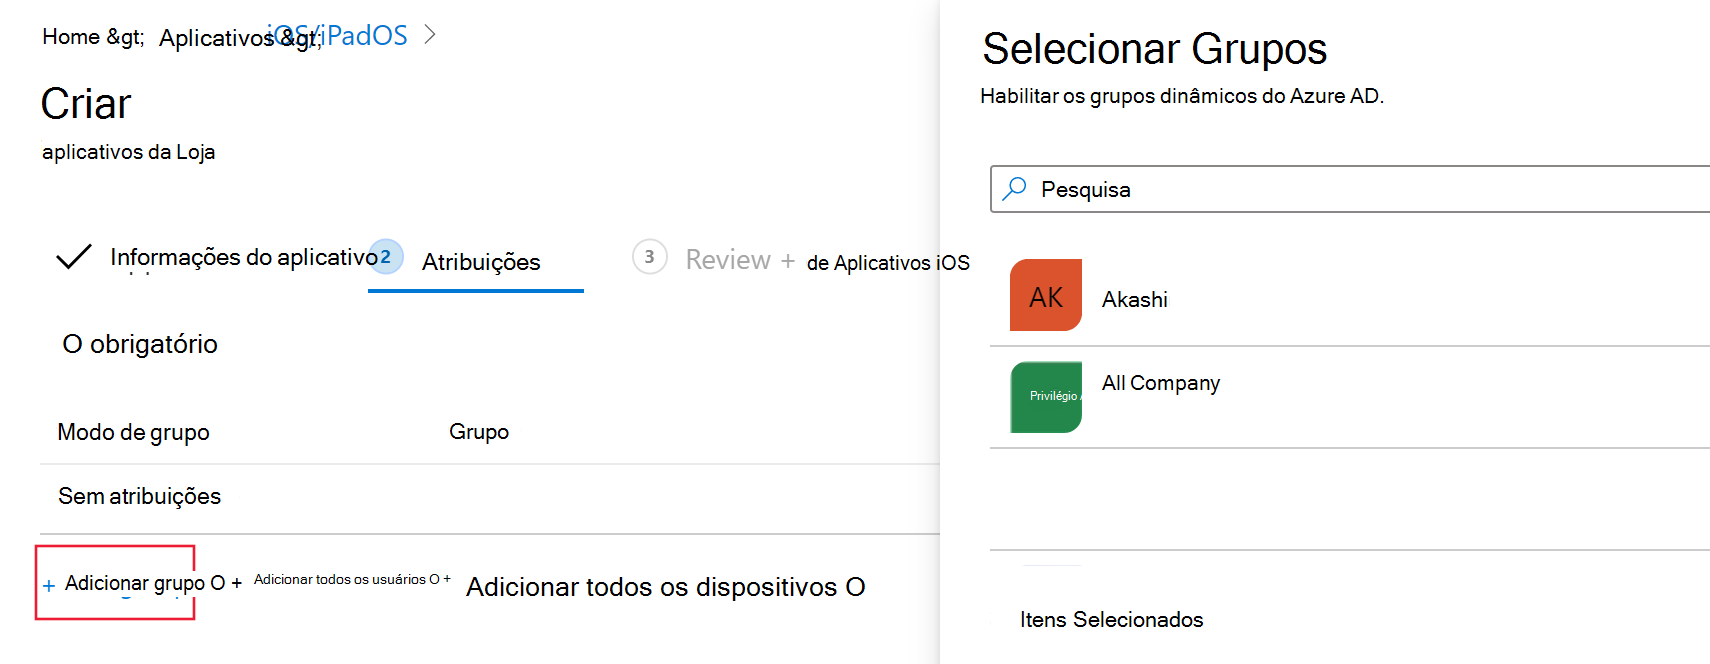 Home &gt; Aplicativos &gt; iOS/iPadOS >
Criar
aplicativos da Loja
Informações do aplicativo 2 Atribuições 3 Review + de Aplicativos iOS
O obrigatório
Modo de grupo Grupo
Sem atribuições
+ Adicionar grupo O + Adicionar todos os usuários O + Adicionar todos os dispositivos O
Selecionar Grupos
Habilitar os grupos dinâmicos do Azure AD.
Pesquisa
AK Akashi
Privilégio All Company
Itens Selecionados